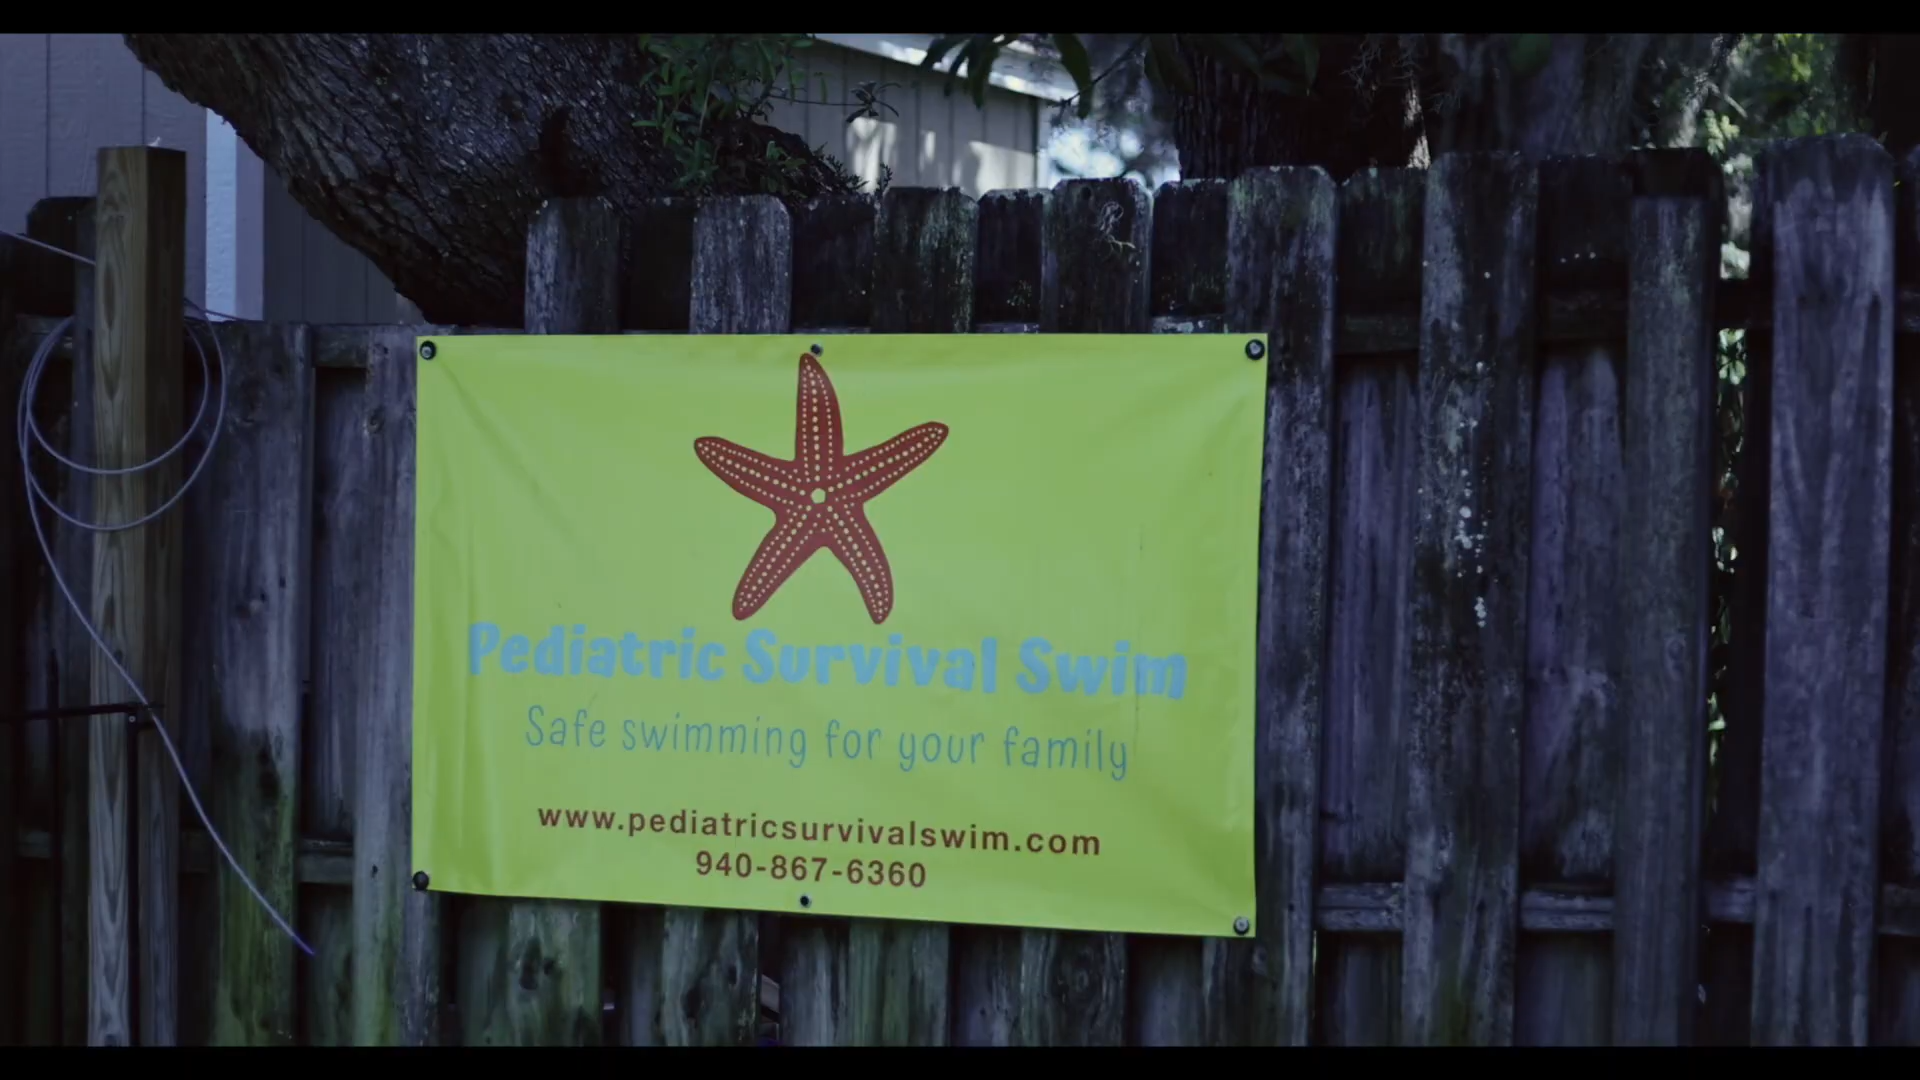 Pediatric Survival Swim
Safe swimming for your family
www.pediatricsurvivalswim.com
940-867-6360